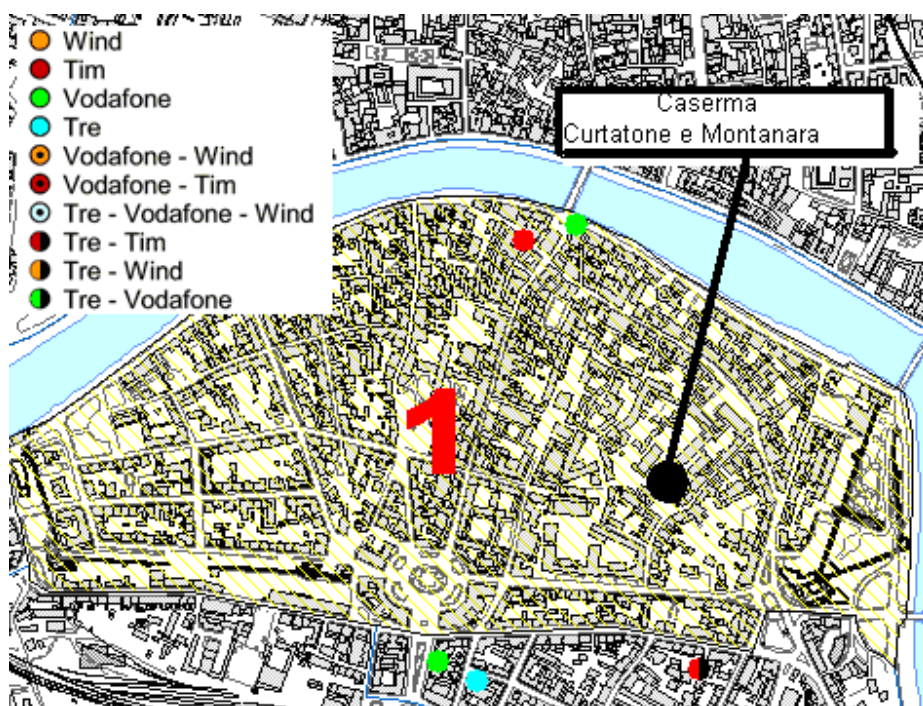 Wind
Tim
Vodafone
Tre
Vodafone - Wind
Vodafone - Tim
Tre - Vodafone - Wind
Tre - Tim
Tre - Wind
Tre - Vodafone
Caserma
Curtatone e Montanara
1